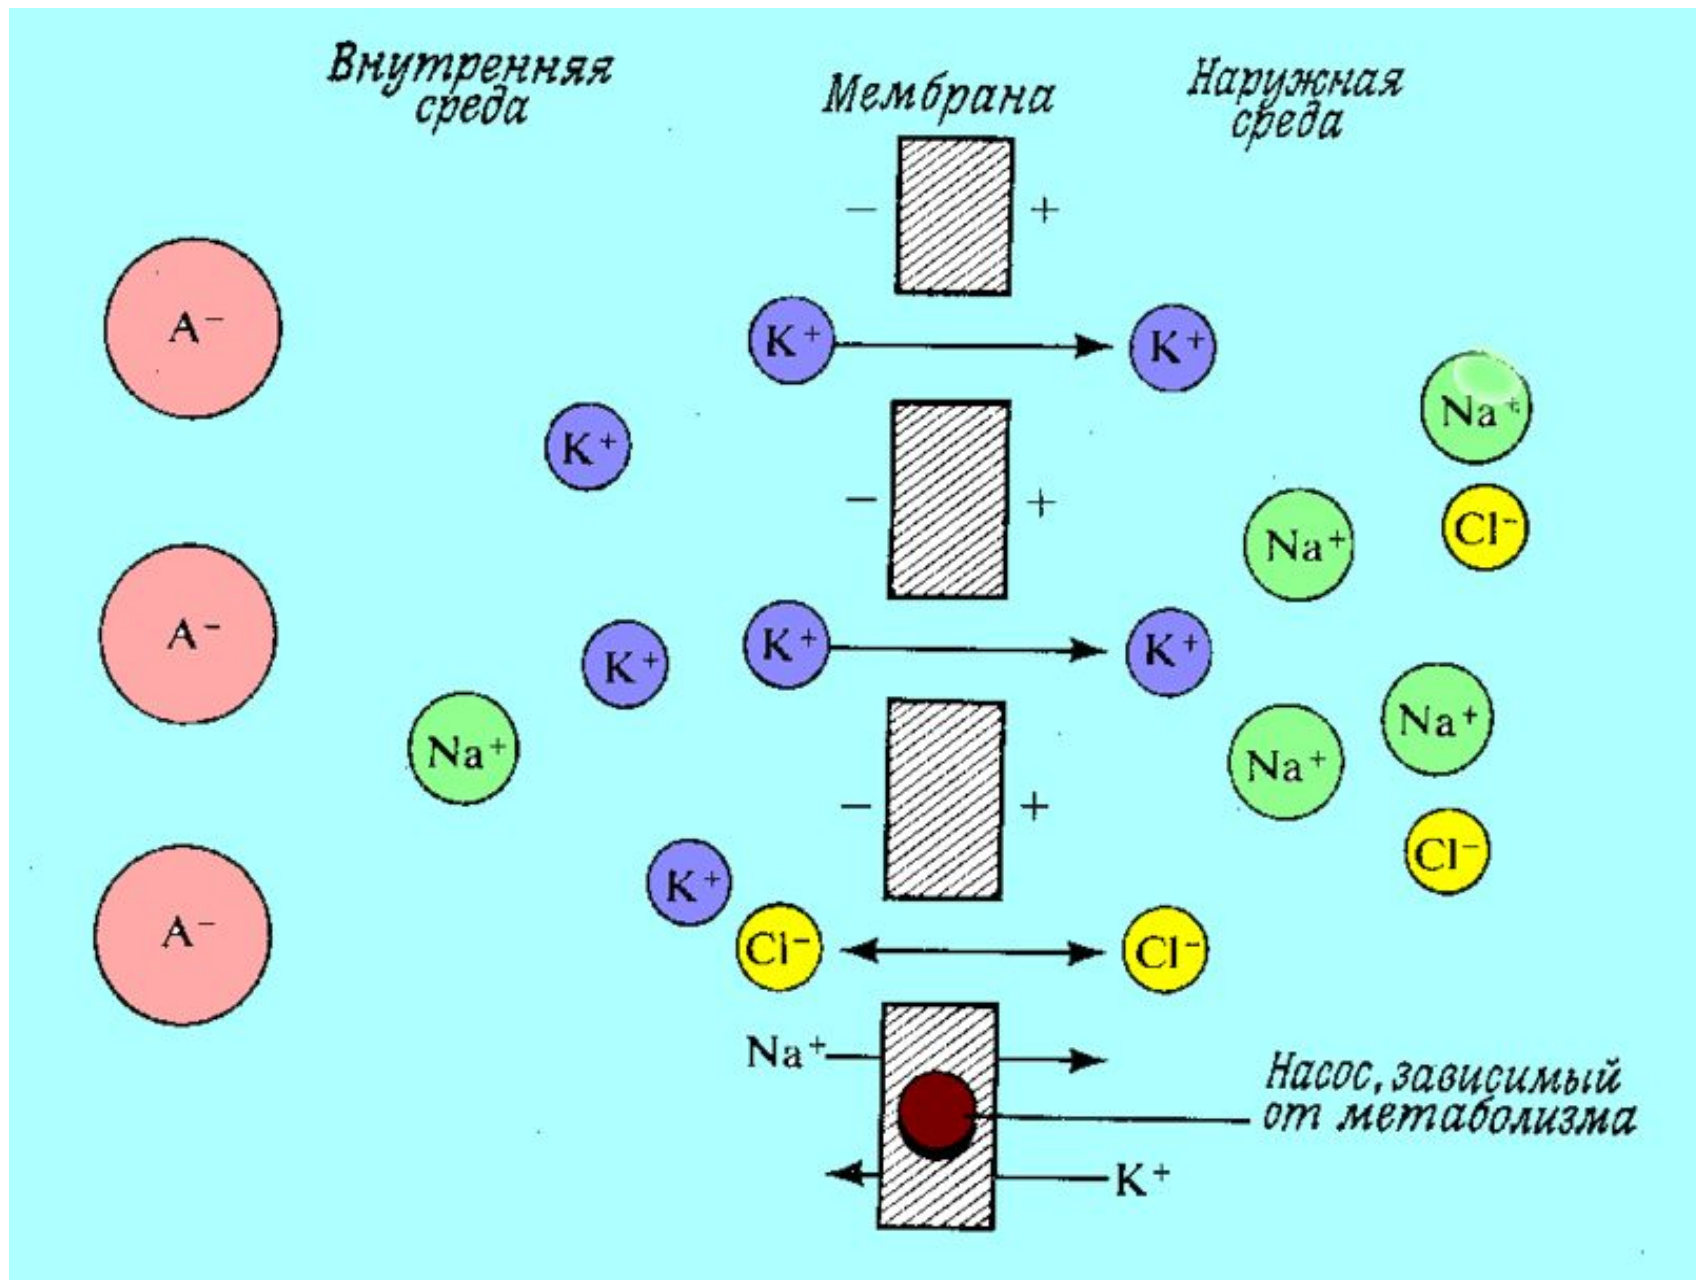 Внутренняя
среда
Мембрана
Наружная
среда
− +
A⁻
K⁺ K⁺
Na⁺
K⁺
− +
Cl⁻
Na⁺
A⁻
K⁺ K⁺ K⁺
Na⁺
Na⁺ Na⁺
− +
Cl⁻
K⁺
A⁻
Cl⁻ Cl⁻
Na⁺
Насос, зависимый
от метаболизма
K⁺